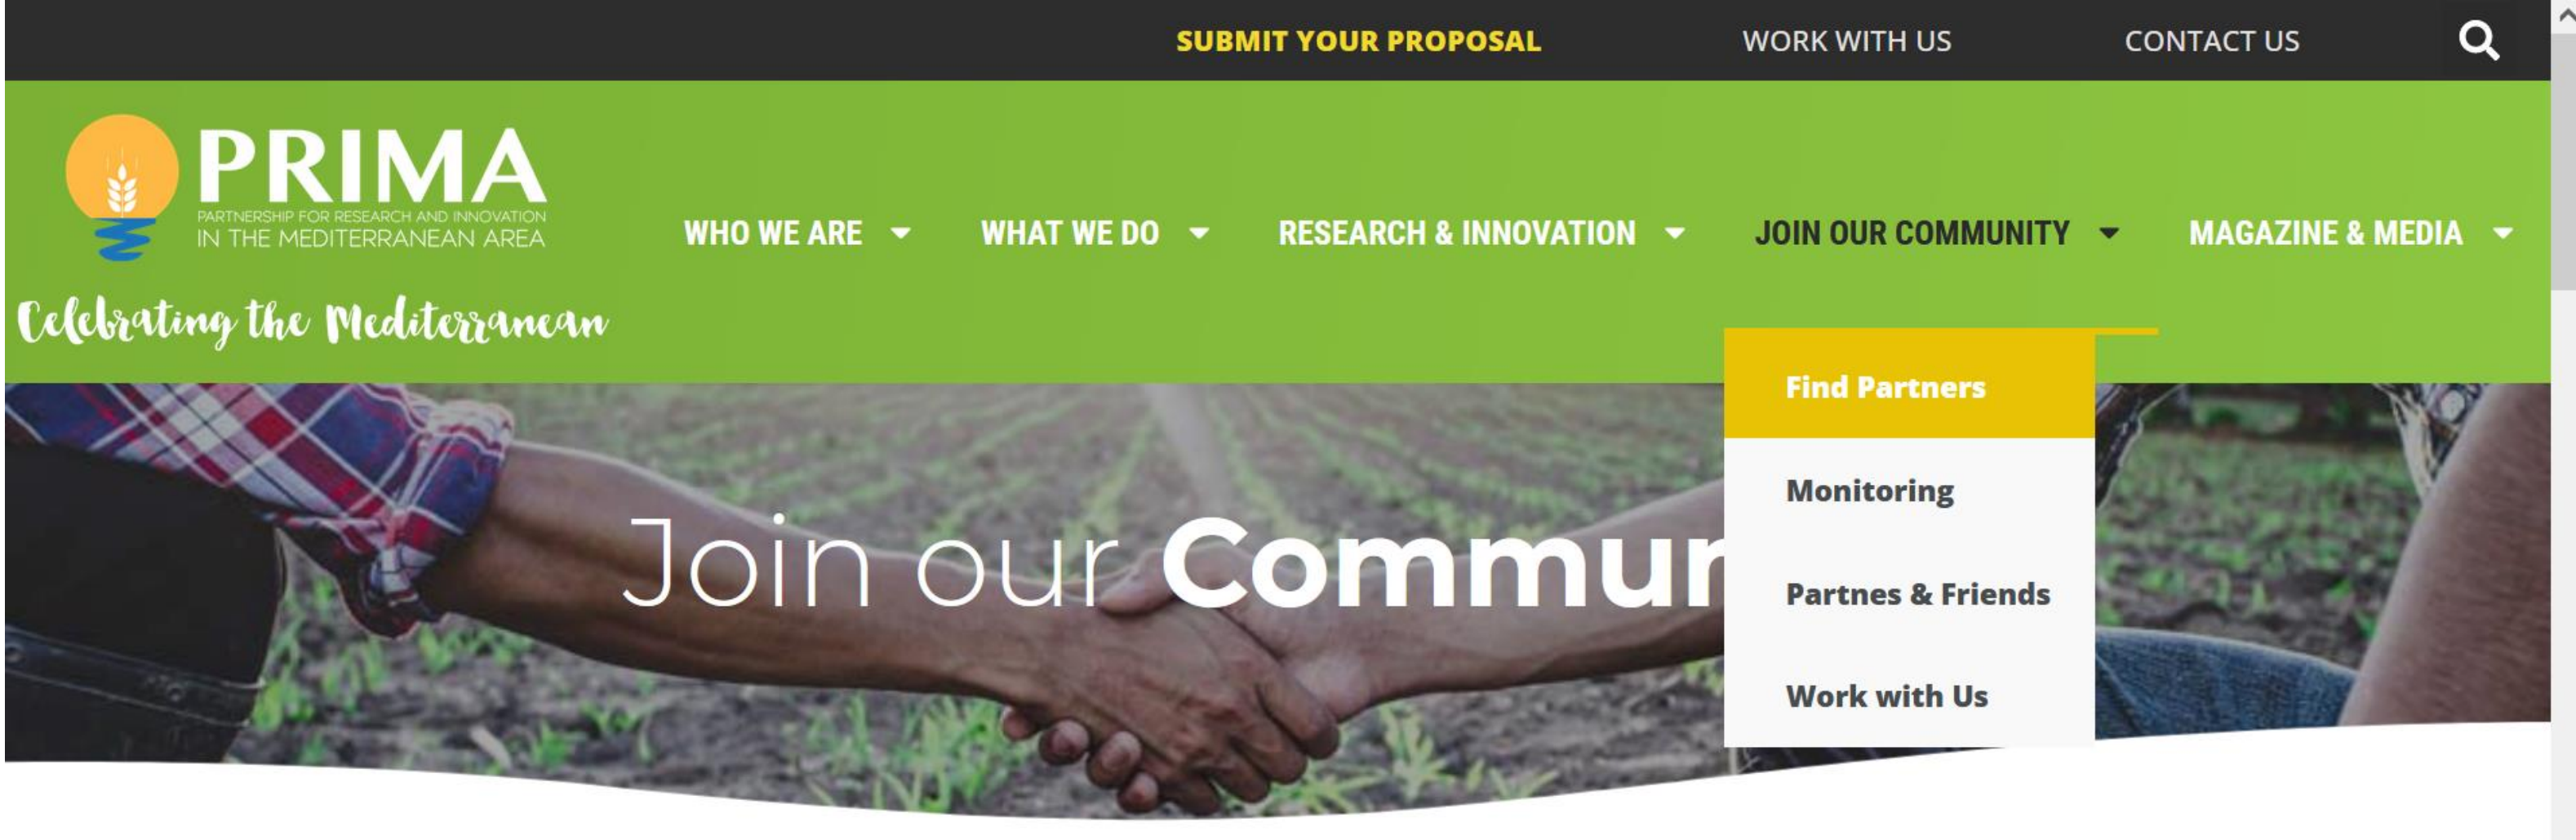 SUBMIT YOUR PROPOSAL WORK WITH US CONTACT US
PRIMA
PARTNERSHIP FOR RESEARCH AND INNOVATION
IN THE MEDITERRANEAN AREA
Celebrating the Mediterranean
WHO WE ARE WHAT WE DO RESEARCH & INNOVATION JOIN OUR COMMUNITY MAGAZINE & MEDIA
Find Partners
Monitoring
Partnes & Friends
Work with Us
Join our Commun